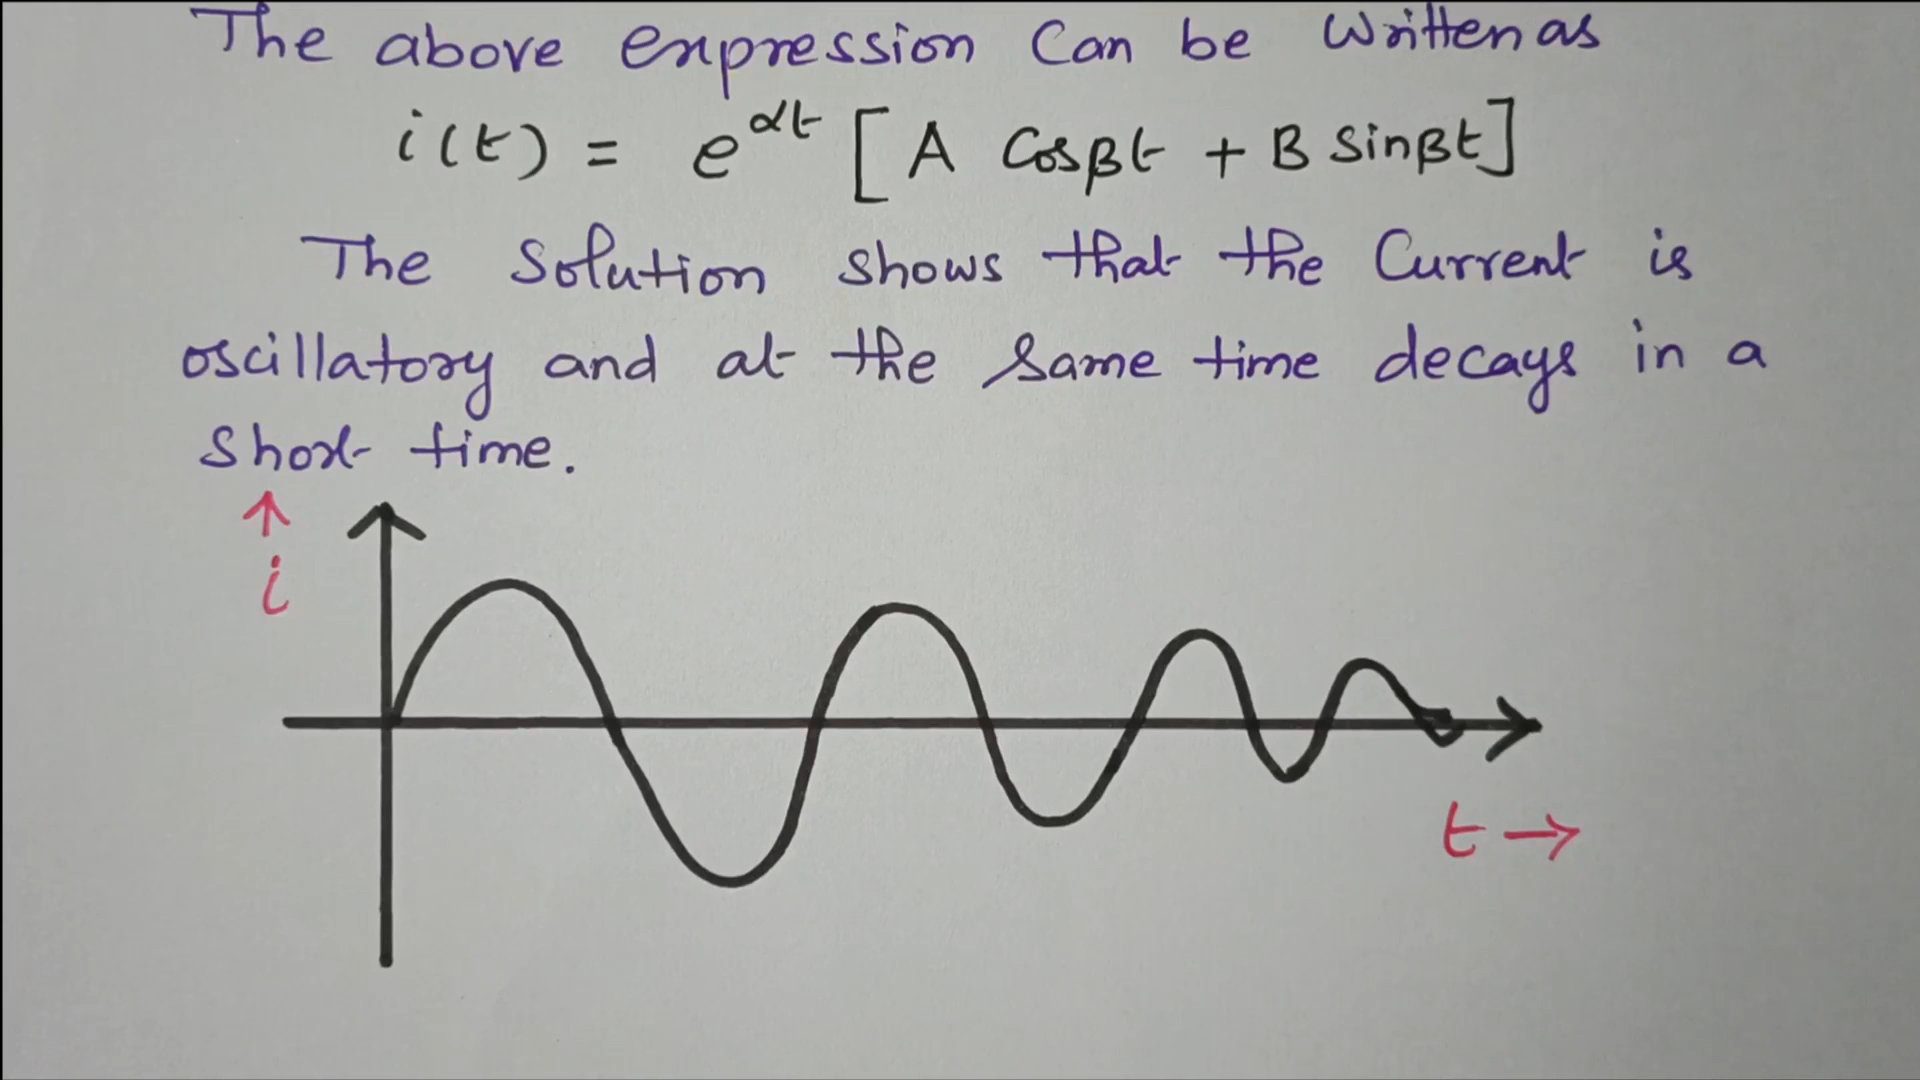 The above expression Can be Written as
i(t) = e^αt [A Cosβt + B Sinβt]
The Solution shows that the Current is
oscillatory and at the same time decays in a
Short time.
↑
i
t →